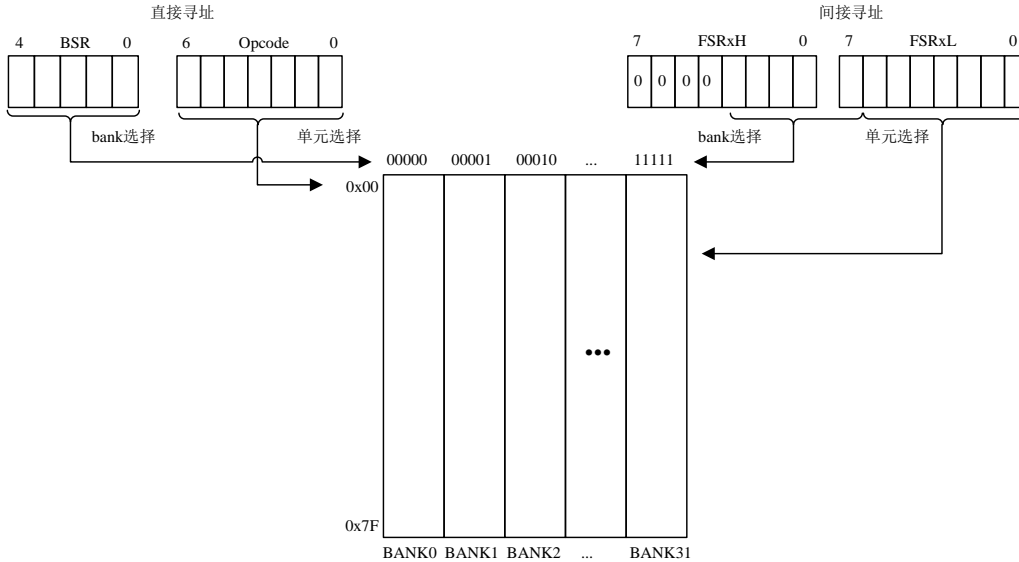 直接寻址 间接寻址
4 BSR 0 6 Opcode 0 7 FSRxH 0 7 FSRxL 0
0 0 0 0
bank选择 单元选择 bank选择 单元选择
00000 00001 00010 ... 11111
0x00
0x7F
BANK0 BANK1 BANK2 ... BANK31